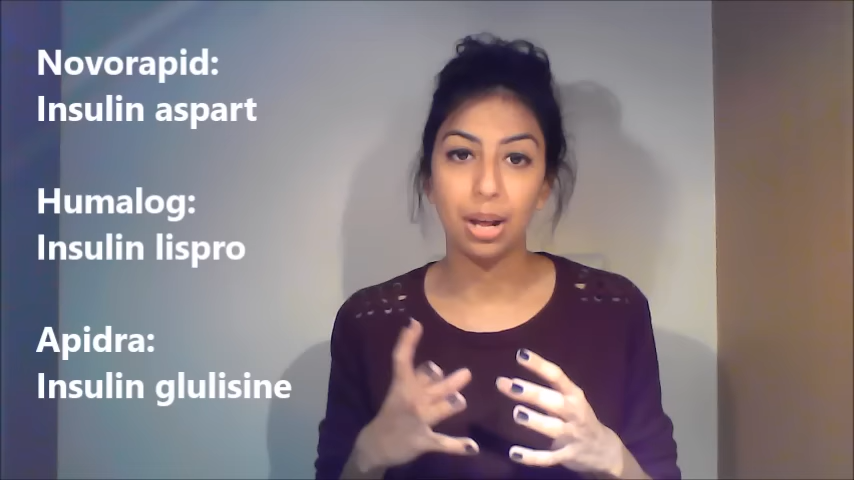 Novorapid:
Insulin aspart
Humalog:
Insulin lispro
Apidra:
Insulin glulisine